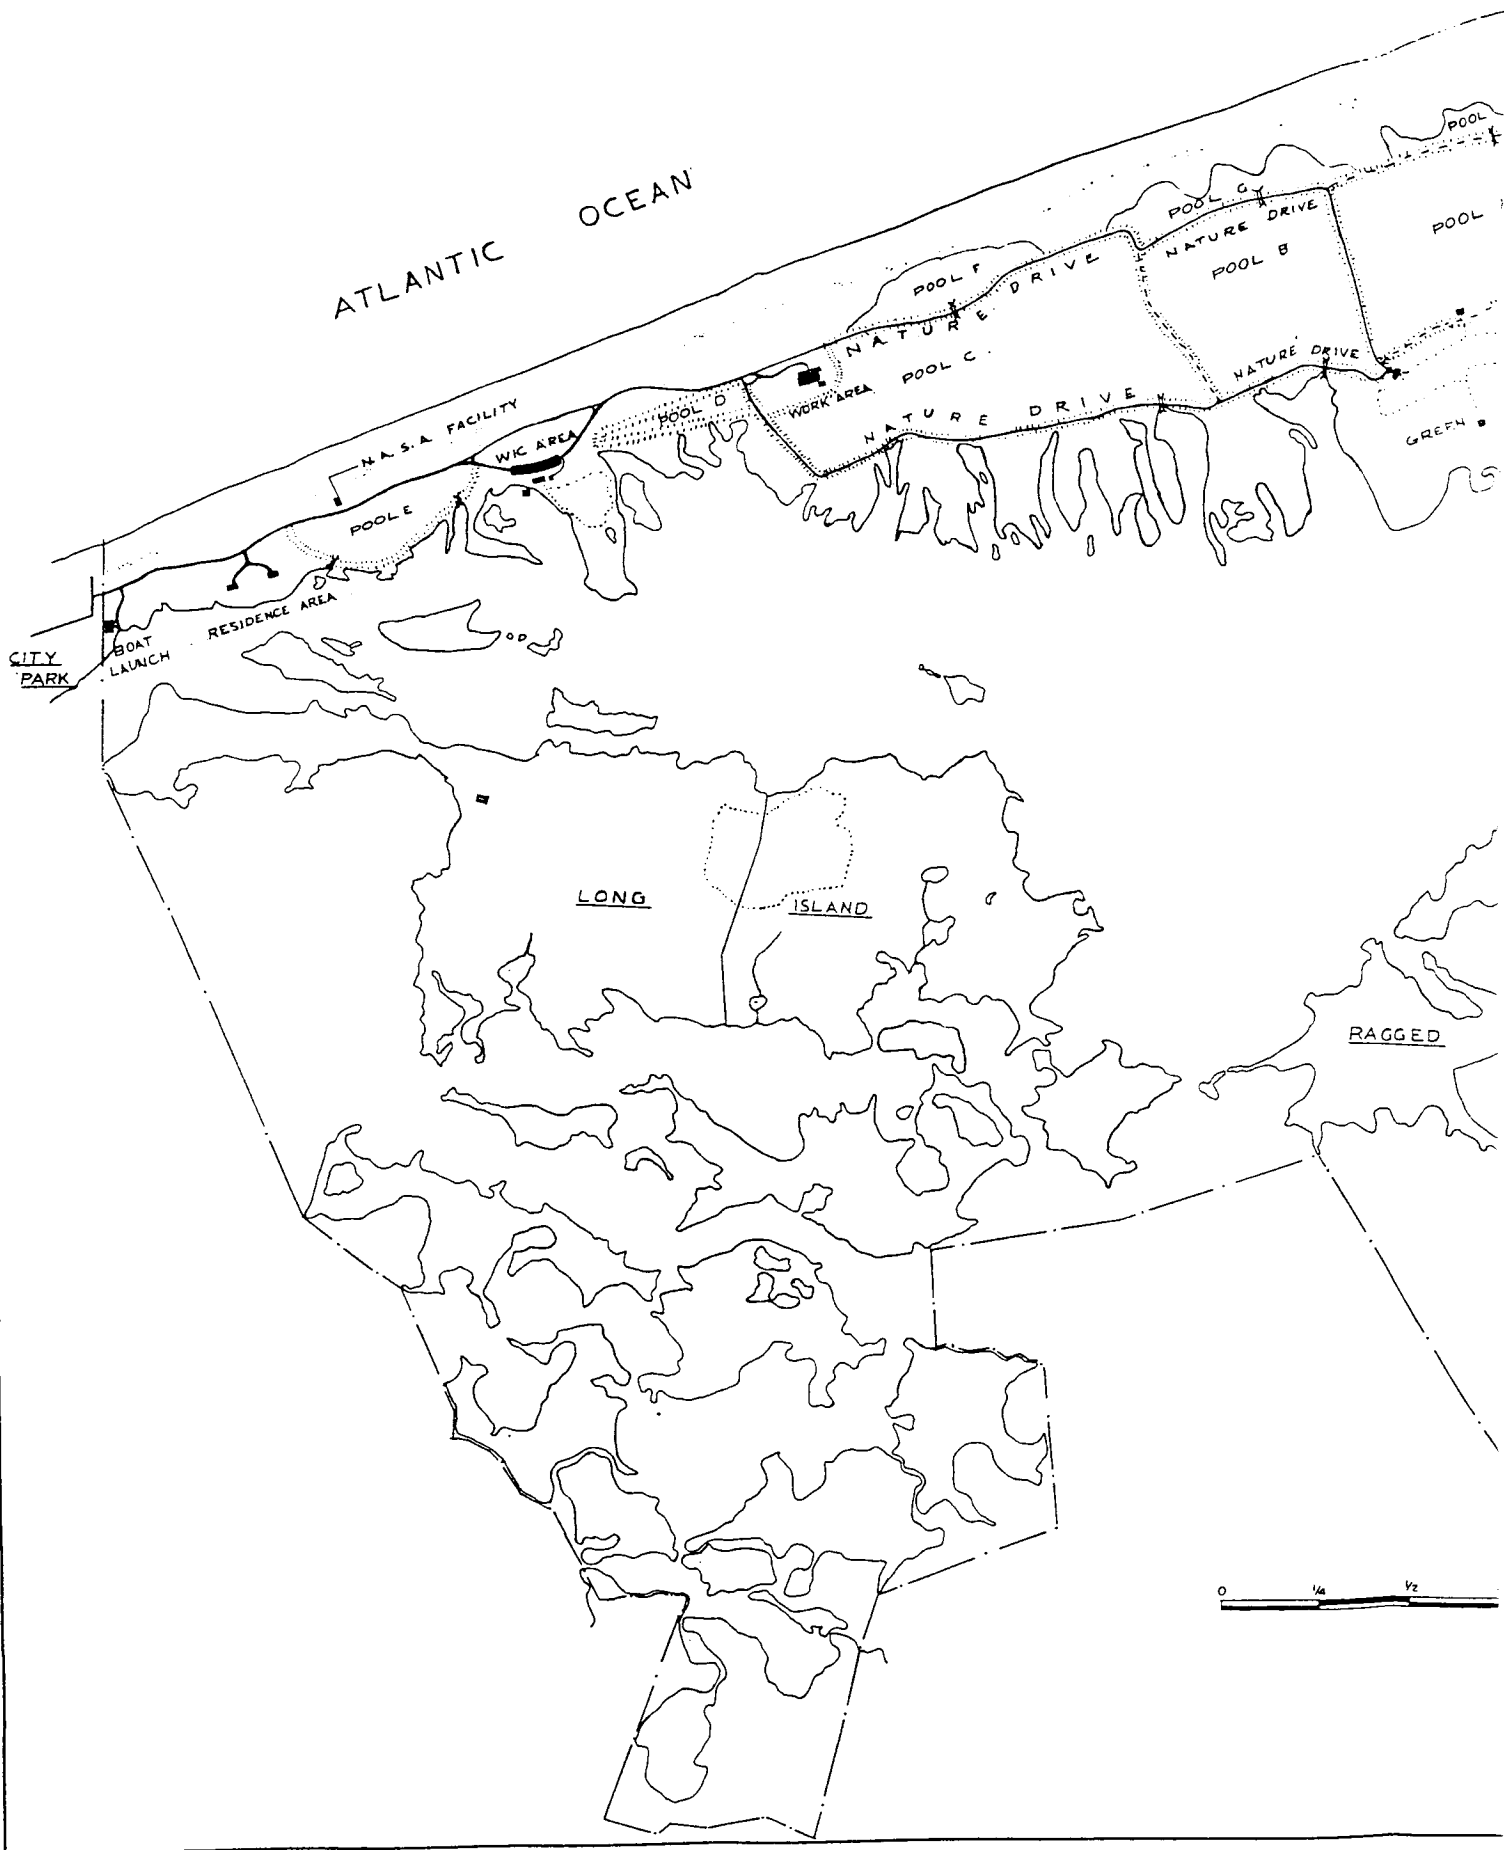 ATLANTIC OCEAN
POOL
POOL G
NATURE DRIVE
POOL
POOL B
POOL F
NATURE DRIVE
POOL C
NATURE DRIVE
WORK AREA
NATURE DRIVE
GREEN
POOL D
N.A.S.A. FACILITY
WIC AREA
POOL E
RESIDENCE AREA
BOAT
LAUNCH
CITY
PARK
LONG ISLAND
RAGGED
0 1/4 1/2